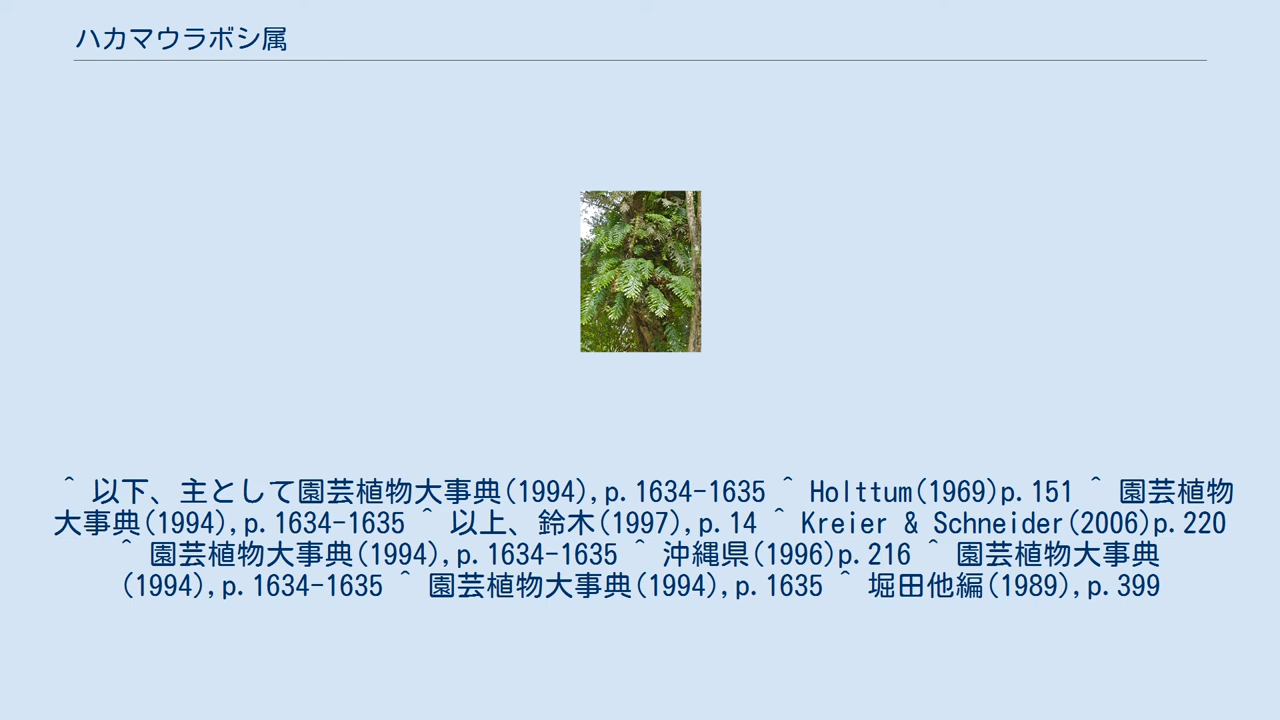 ハカマウラボシ属
^ 以下、主として園芸植物大事典(1994),p.1634-1635 ^ Holttum(1969)p.151 ^ 園芸植物
大事典(1994),p.1634-1635 ^ 以上、鈴木(1997),p.14 ^ Kreier & Schneider(2006)p.220
^ 園芸植物大事典(1994),p.1634-1635 ^ 沖縄県(1996)p.216 ^ 園芸植物大事典
(1994),p.1634-1635 ^ 園芸植物大事典(1994),p.1635 ^ 堀田他編(1989),p.399